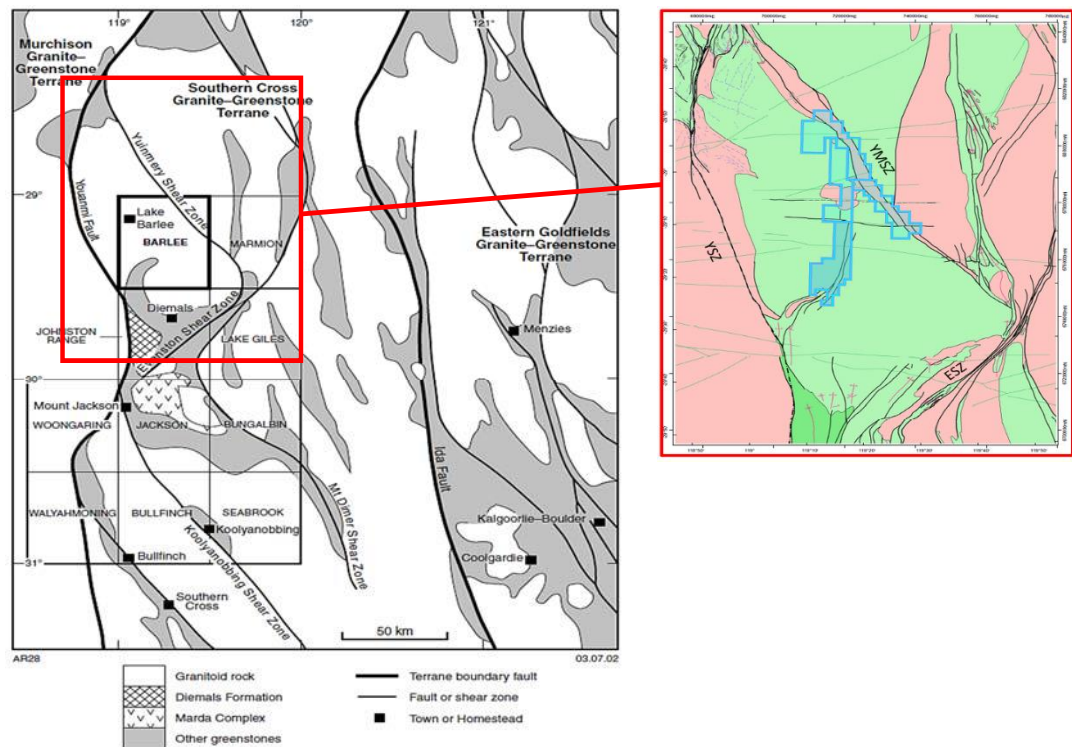 119°
120°
121°
Murchison
Granite–
Greenstone
Terrane
Southern Cross
Granite–Greenstone
Terrane
Yuinmery Shear Zone
Youanmi Fault
29°
Lake
Barlee
BARLEE
MARMION
Eastern Goldfields
Granite–Greenstone
Terrane
Diemals
Evanston Shear Zone
JOHNSTON
RANGE
LAKE GILES
Menzies
30°
Mount Jackson
WOONGARING
JACKSON
BUNGALBIN
Ida Fault
Mt Dimer Shear Zone
WALYAHMONING
BULLFINCH
SEABROOK
Koolyanobbing
Koolyanobbing Shear Zone
Kalgoorlie–Boulder
Coolgardie
Bullfinch
31°
Southern
Cross
50 km
AR28
03.07.02
Granitoid rock
Diemals Formation
Marda Complex
Other greenstones
Terrane boundary fault
Fault or shear zone
Town or Homestead
YMSZ
YSZ
ESZ